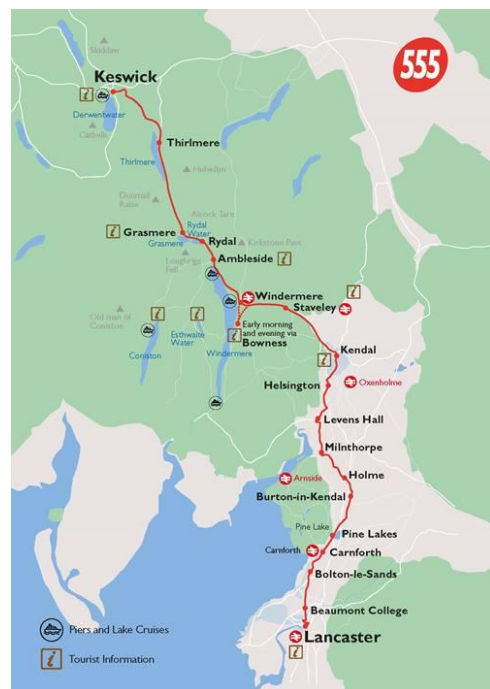 555
Skiddaw
Keswick
Derwentwater
Catbells
Thirlmere
Thirlmere
Helvellyn
Dunmail
Raise
Alcock Tarn
Grasmere
Rydal
Water
Grasmere
Rydal
Kirkstone Pass
Loughrigg
Fell
Ambleside
Windermere
Staveley
Old man of
Coniston
Esthwaite
Water
Early morning
and evening via
Bowness
Coniston
Windermere
Kendal
Oxenholme
Helsington
Levens Hall
Milnthorpe
Arnside
Holme
Burton-in-Kendal
Pine Lake
Pine Lakes
Carnforth
Carnforth
Bolton-le-Sands
Beaumont College
Lancaster
Piers and Lake Cruises
i Tourist Information